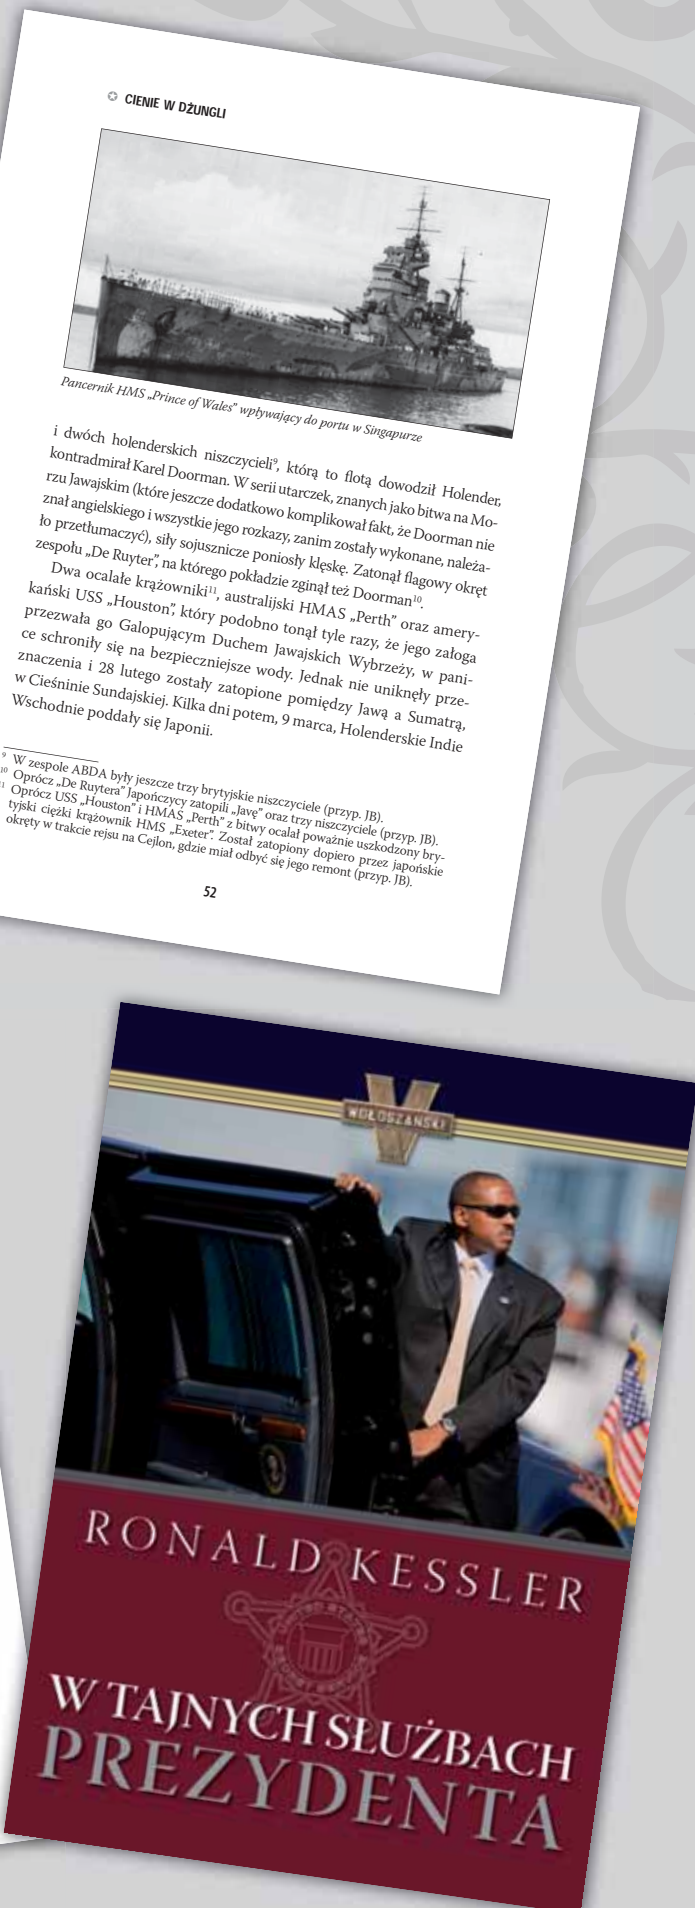 CIENIE W DŻUNGLI
Pancernik HMS „Prince of Wales” wpływający do portu w Singapurze
i dwóch holenderskich niszczycieli⁹, którą to flotą dowodził Holender,
kontradmirał Karel Doorman. W serii utarczek, znanych jako bitwa na Mo-
rzu Jawajskim (które jeszcze dodatkowo komplikował fakt, że Doorman nie
znał angielskiego i wszystkie jego rozkazy, zanim zostały wykonane, należa-
ło przetłumaczyć), siły sojusznicze poniosły klęskę. Zatonął flagowy okręt
zespołu „De Ruyter”, na którego pokładzie zginął też Doorman¹⁰.
Dwa ocalałe krążowniki¹¹, australijski HMAS „Perth” oraz amery-
kański USS „Houston”, który podobno tonął tyle razy, że jego załoga
przezwała go Galopującym Duchem Jawajskich Wybrzeży, w pani-
ce schroniły się na bezpieczniejsze wody. Jednak nie uniknęły prze-
znaczenia i 28 lutego zostały zatopione pomiędzy Jawą a Sumatrą,
w Cieśninie Sundajskiej. Kilka dni potem, 9 marca, Holenderskie Indie
Wschodnie poddały się Japonii.
⁹ W zespole ABDA były jeszcze trzy brytyjskie niszczyciele (przyp. JB).
¹⁰ Oprócz „De Ruytera” Japończycy zatopili „Javę” oraz trzy niszczyciele (przyp. JB).
¹¹ Oprócz USS „Houston” i HMAS „Perth” z bitwy ocalał poważnie uszkodzony bry-
tyjski ciężki krążownik HMS „Exeter”. Został zatopiony dopiero przez japońskie
okręty w trakcie rejsu na Cejlon, gdzie miał odbyć się jego remont (przyp. JB).
52
V
WOŁOSZAŃSKI
RONALD KESSLER
UNITED STATES
SECRET SERVICE
W TAJNYCH SŁUŻBACH
PREZYDENTA